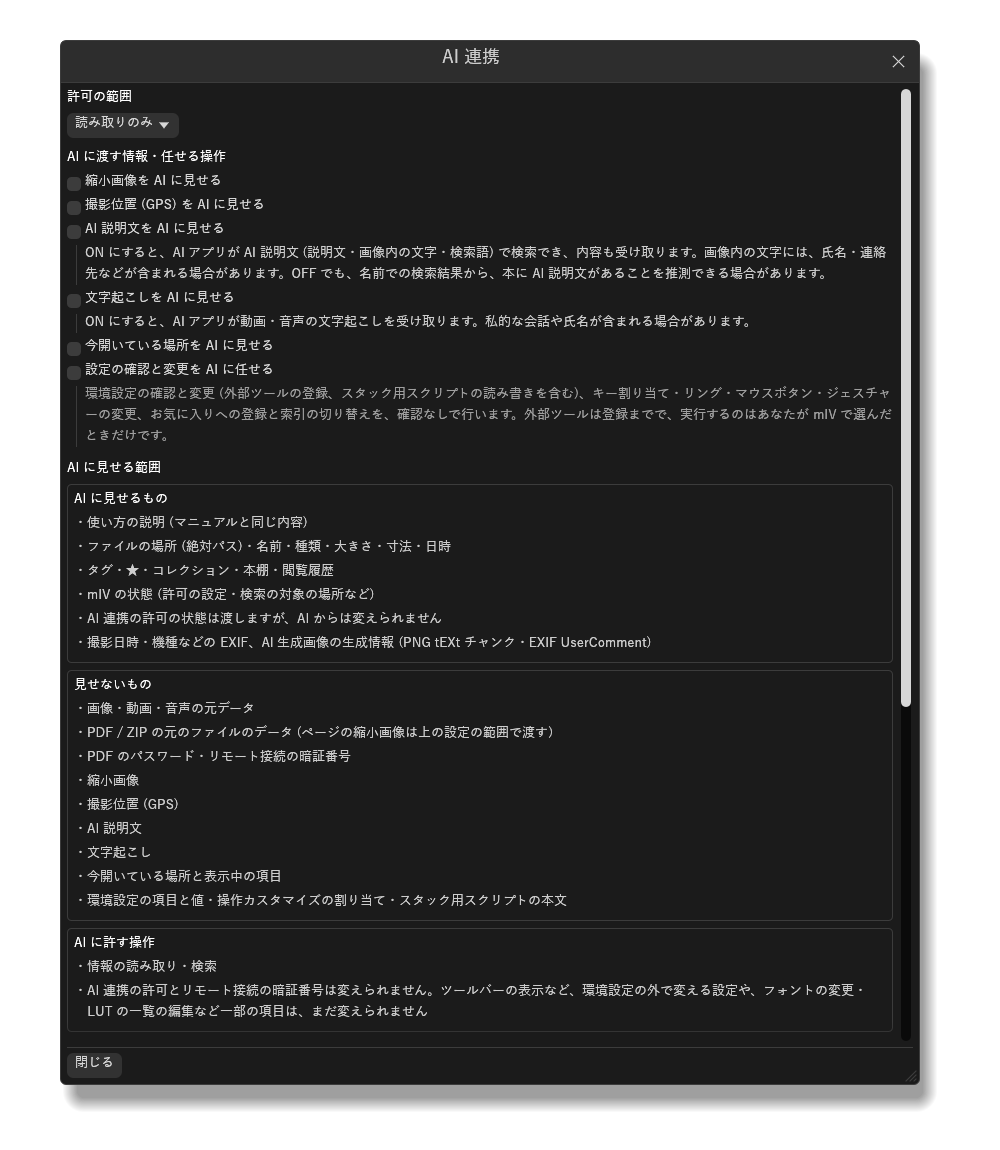 AI 連携
許可の範囲
読み取りのみ
AI に渡す情報・任せる操作
縮小画像を AI に見せる
撮影位置 (GPS) を AI に見せる
AI 説明文を AI に見せる
ON にすると、AI アプリが AI 説明文 (説明文・画像内の文字・検索語) で検索でき、内容も受け取ります。画像内の文字には、氏名・連絡
先などが含まれる場合があります。OFF でも、名前での検索結果から、本に AI 説明文があることを推測できる場合があります。
文字起こしを AI に見せる
ON にすると、AI アプリが動画・音声の文字起こしを受け取ります。私的な会話や氏名が含まれる場合があります。
今開いている場所を AI に見せる
設定の確認と変更を AI に任せる
環境設定の確認と変更 (外部ツールの登録、スタック用スクリプトの読み書きを含む)、キー割り当て・リング・マウスボタン・ジェスチャ
ーの変更、お気に入りへの登録と索引の切り替えを、確認なしで行います。外部ツールは登録までで、実行するのはあなたが mIV で選んだ
ときだけです。
AI に見せる範囲
AI に見せるもの
・使い方の説明 (マニュアルと同じ内容)
・ファイルの場所 (絶対パス)・名前・種類・大きさ・寸法・日時
・タグ・★・コレクション・本棚・閲覧履歴
・mIV の状態 (許可の設定・検索の対象の場所など)
・AI 連携の許可の状態は渡しますが、AI からは変えられません
・撮影日時・機種などの EXIF、AI 生成画像の生成情報 (PNG tEXt チャンク・EXIF UserComment)
見せないもの
・画像・動画・音声の元データ
・PDF / ZIP の元のファイルのデータ (ページの縮小画像は上の設定の範囲で渡す)
・PDF のパスワード・リモート接続の暗証番号
・縮小画像
・撮影位置 (GPS)
・AI 説明文
・文字起こし
・今開いている場所と表示中の項目
・環境設定の項目と値・操作カスタマイズの割り当て・スタック用スクリプトの本文
AI に許す操作
・情報の読み取り・検索
・AI 連携の許可とリモート接続の暗証番号は変えられません。ツールバーの表示など、環境設定の外で変える設定や、フォントの変更・
LUT の一覧の編集など一部の項目は、まだ変えられません
閉じる